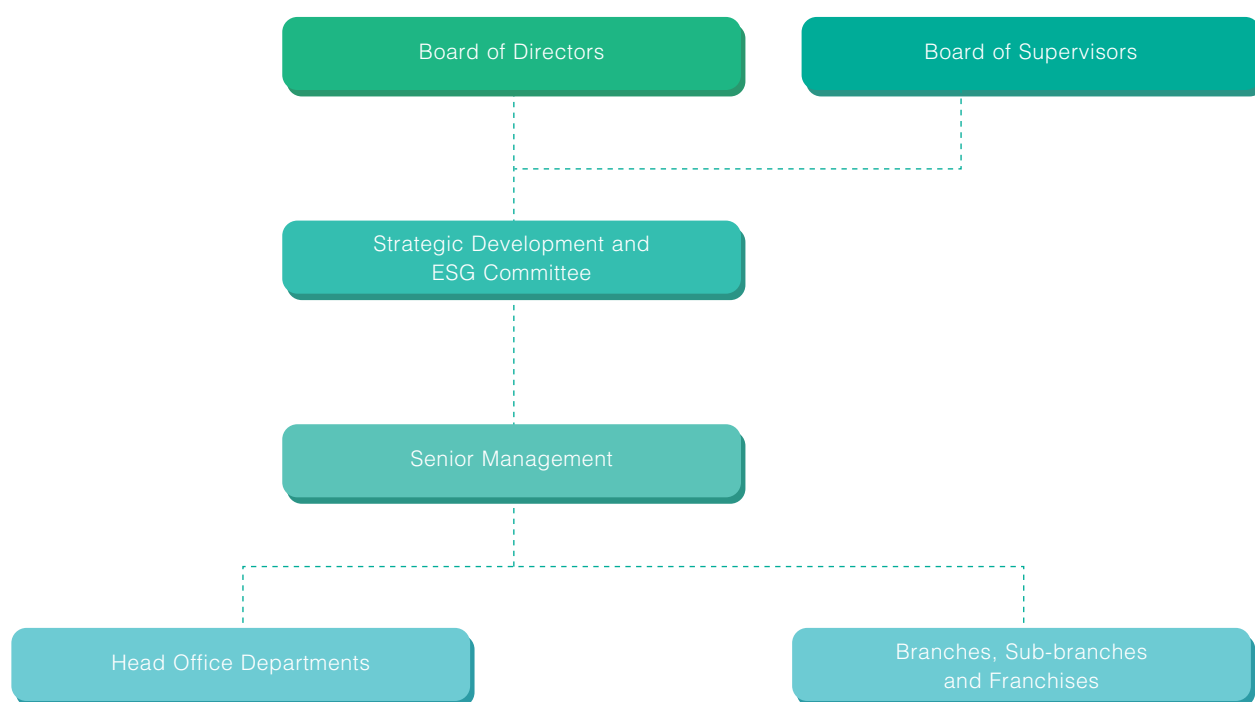 Board of Directors
Board of Supervisors
Strategic Development and
ESG Committee
Senior Management
Head Office Departments
Branches, Sub-branches
and Franchises